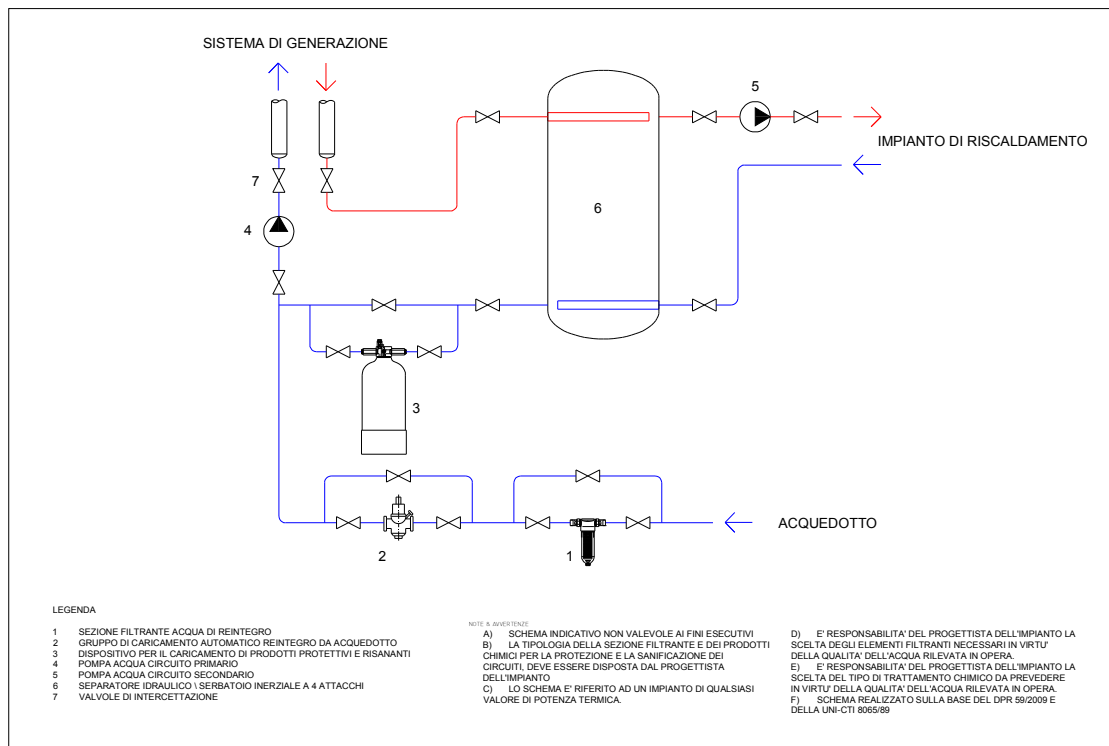 SISTEMA DI GENERAZIONE
5
IMPIANTO DI RISCALDAMENTO
7
6
4
3
ACQUEDOTTO
2
1
LEGENDA
1 SEZIONE FILTRANTE ACQUA DI REINTEGRO
2 GRUPPO DI CARICAMENTO AUTOMATICO REINTEGRO DA ACQUEDOTTO
3 DISPOSITIVO PER IL CARICAMENTO DI PRODOTTI PROTETTIVI E RISANANTI
4 POMPA ACQUA CIRCUITO PRIMARIO
5 POMPA ACQUA CIRCUITO SECONDARIO
6 SEPARATORE IDRAULICO \ SERBATOIO INERZIALE A 4 ATTACCHI
7 VALVOLE DI INTERCETTAZIONE
NOTE & AVVERTENZE
A) SCHEMA INDICATIVO NON VALEVOLE AI FINI ESECUTIVI
B) LA TIPOLOGIA DELLA SEZIONE FILTRANTE E DEI PRODOTTI
CHIMICI PER LA PROTEZIONE E LA SANIFICAZIONE DEI
CIRCUITI, DEVE ESSERE DISPOSTA DAL PROGETTISTA
DELL'IMPIANTO
C) LO SCHEMA E' RIFERITO AD UN IMPIANTO DI QUALSIASI
VALORE DI POTENZA TERMICA.
D) E' RESPONSABILITA' DEL PROGETTISTA DELL'IMPIANTO LA
SCELTA DEGLI ELEMENTI FILTRANTI NECESSARI IN VIRTU'
DELLA QUALITA' DELL'ACQUA RILEVATA IN OPERA.
E) E' RESPONSABILITA' DEL PROGETTISTA DELL'IMPIANTO LA
SCELTA DEL TIPO DI TRATTAMENTO CHIMICO DA PREVEDERE
IN VIRTU' DELLA QUALITA' DELL'ACQUA RILEVATA IN OPERA.
F) SCHEMA REALIZZATO SULLA BASE DEL DPR 59/2009 E
DELLA UNI-CTI 8065/89